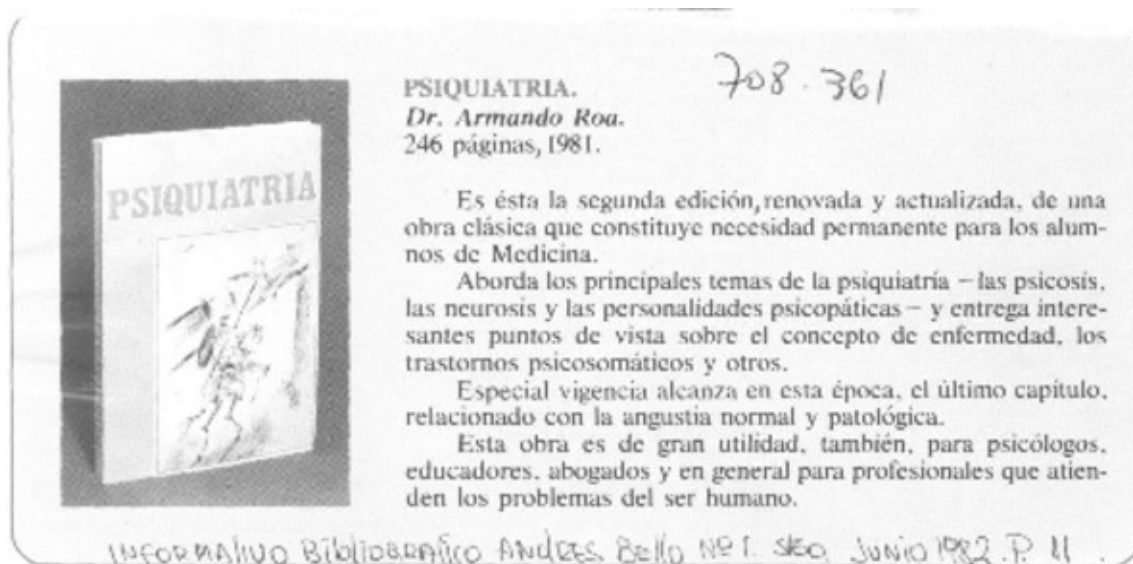 PSIQUIATRIA
PSIQUIATRIA.
708.361
Dr. Armando Roa.
246 páginas, 1981.
Es ésta la segunda edición, renovada y actualizada, de una
obra clásica que constituye necesidad permanente para los alum-
nos de Medicina.
Aborda los principales temas de la psiquiatría – las psicosis,
las neurosis y las personalidades psicopáticas – y entrega intere-
santes puntos de vista sobre el concepto de enfermedad, los
trastornos psicosomáticos y otros.
Especial vigencia alcanza en esta época, el último capítulo,
relacionado con la angustia normal y patológica.
Esta obra es de gran utilidad, también, para psicólogos,
educadores, abogados y en general para profesionales que atien-
den los problemas del ser humano.
INFORMATIVO BIBLIOGRAFICO ANDRES BELLO Nº 1. Stgo, JUNIO 1982. P. 11.